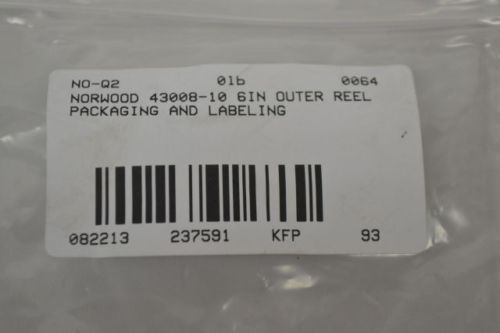 NO-Q2 01b 0064
NORWOOD 43008-10 6IN OUTER REEL
PACKAGING AND LABELING
082213 237591 KFP 93